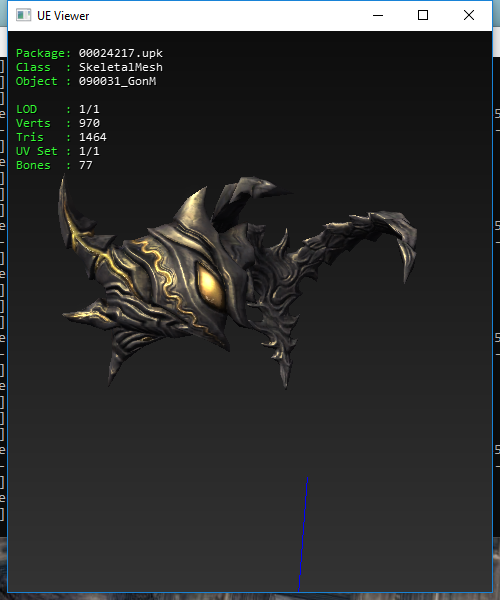 UE Viewer
Package: 00024217.upk
Class : SkeletalMesh
Object : 090031_GonM
LOD : 1/1
Verts : 970
Tris : 1464
UV Set : 1/1
Bones : 77